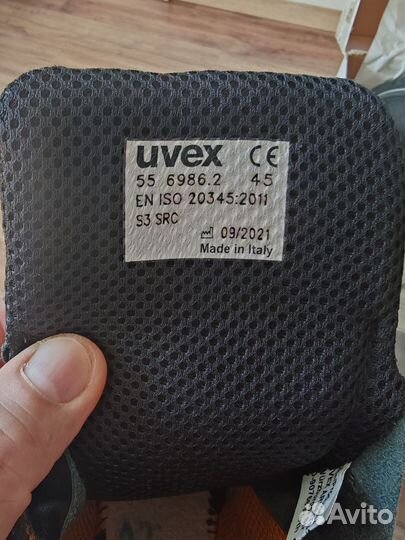 uvex CE
55 6986.2 45
EN ISO 20345:2011
S3 SRC
09/2021
Made in Italy
Avito